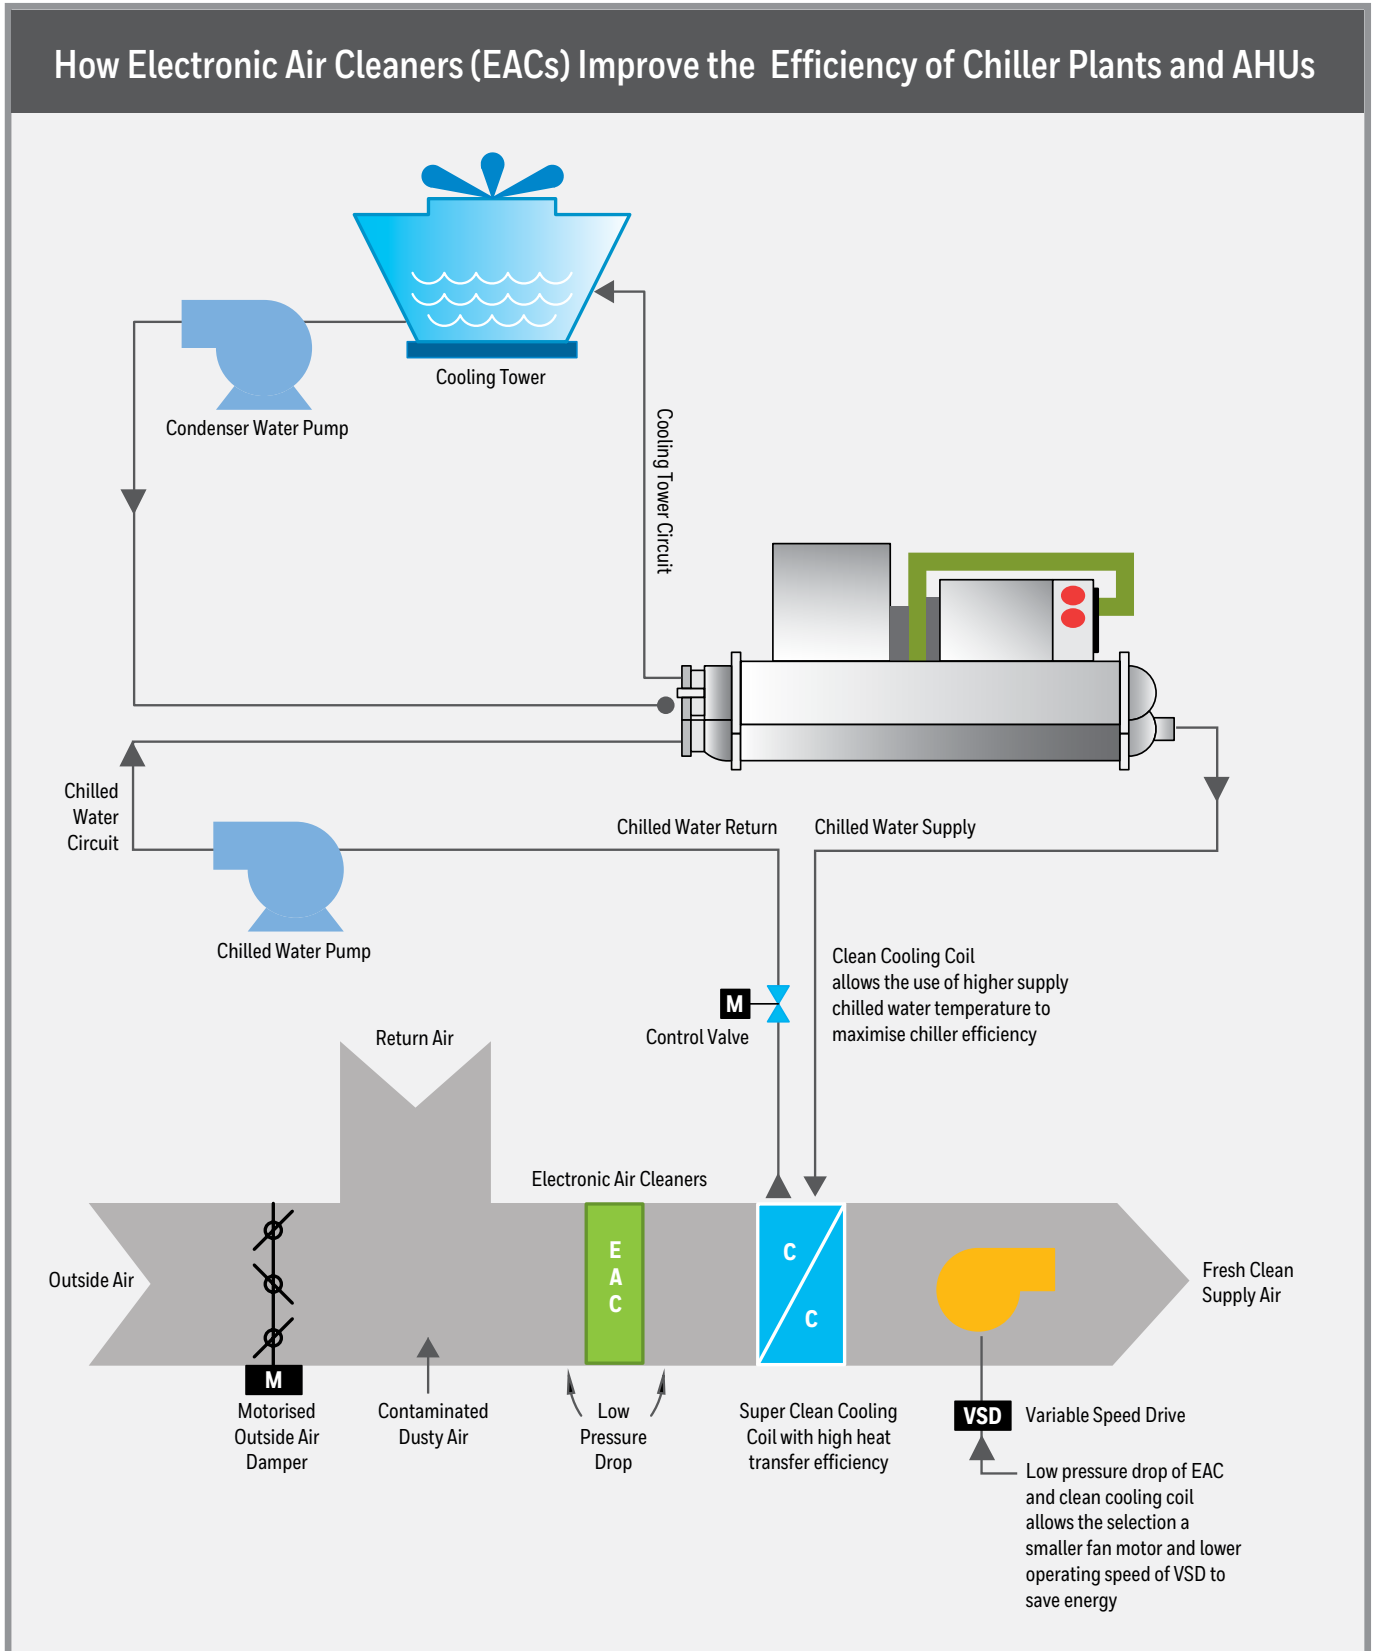 How Electronic Air Cleaners (EACs) Improve the Efficiency of Chiller Plants and AHUs
Cooling Tower
Condenser Water Pump
Cooling Tower Circuit
Chilled
Water
Circuit
Chilled Water Return
Chilled Water Supply
Chilled Water Pump
Clean Cooling Coil
allows the use of higher supply
chilled water temperature to
maximise chiller efficiency
M
Control Valve
Return Air
Electronic Air Cleaners
E
A
C
C
C
Outside Air
Fresh Clean
Supply Air
M
Motorised
Outside Air
Damper
Contaminated
Dusty Air
Low
Pressure
Drop
Super Clean Cooling
Coil with high heat
transfer efficiency
VSD
Variable Speed Drive
Low pressure drop of EAC
and clean cooling coil
allows the selection a
smaller fan motor and lower
operating speed of VSD to
save energy